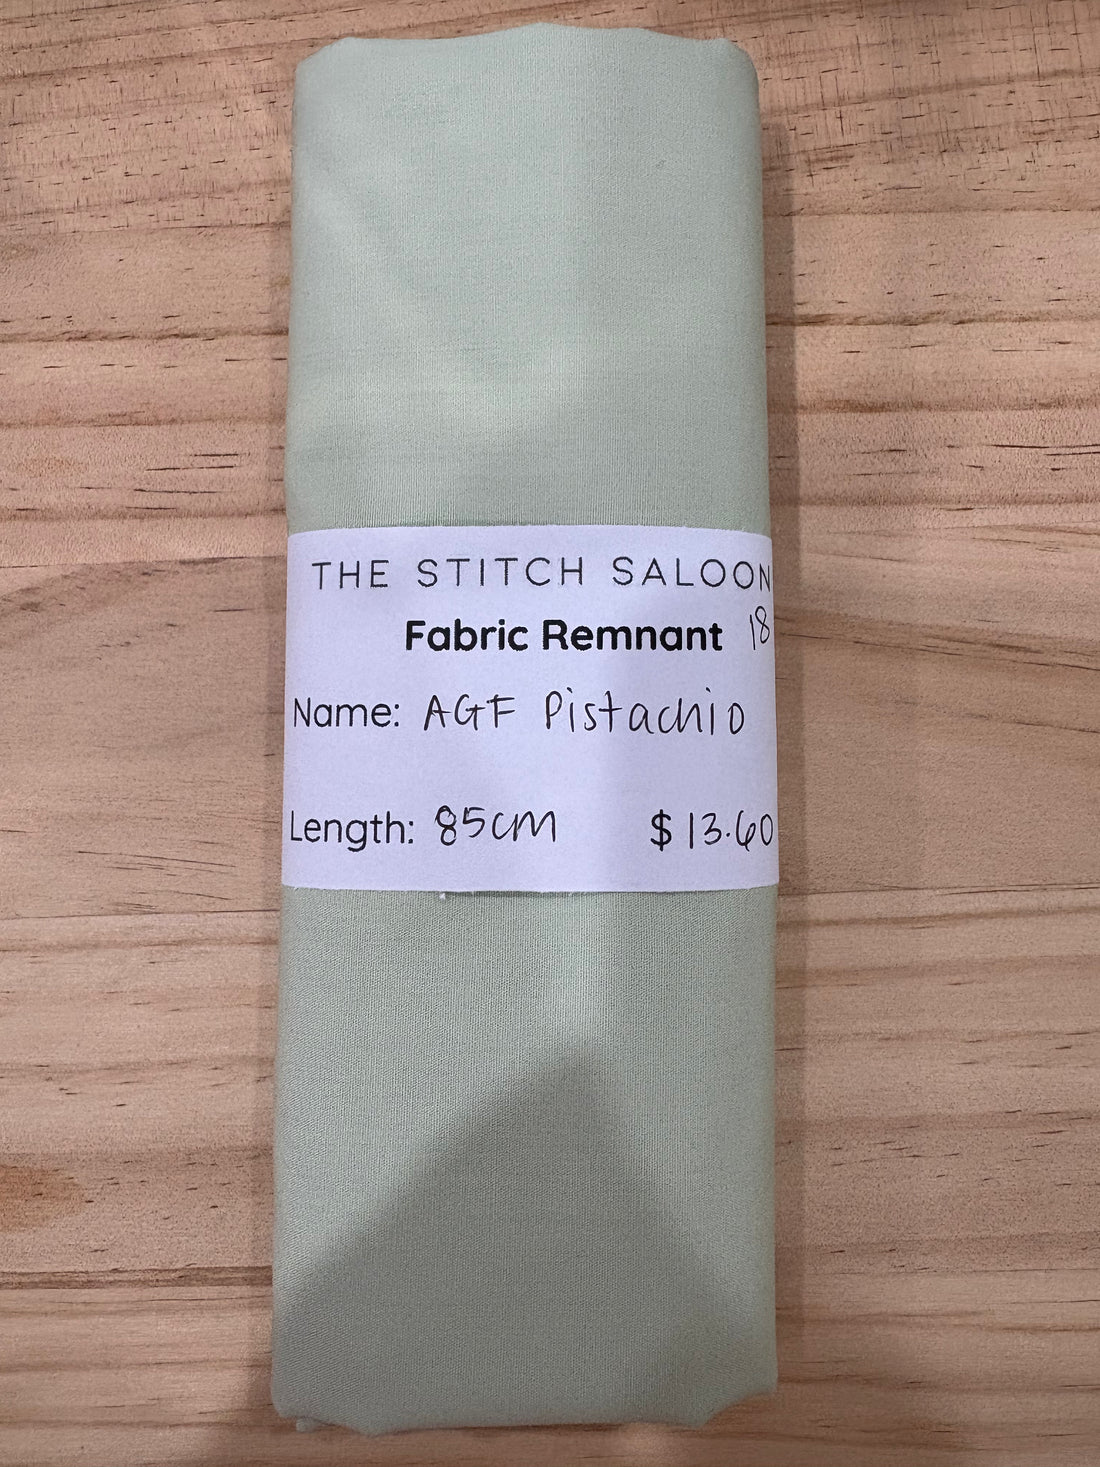 THE STITCH SALOON
Fabric Remnant 18
Name: AGF Pistachio
Length: 85cm $13.60